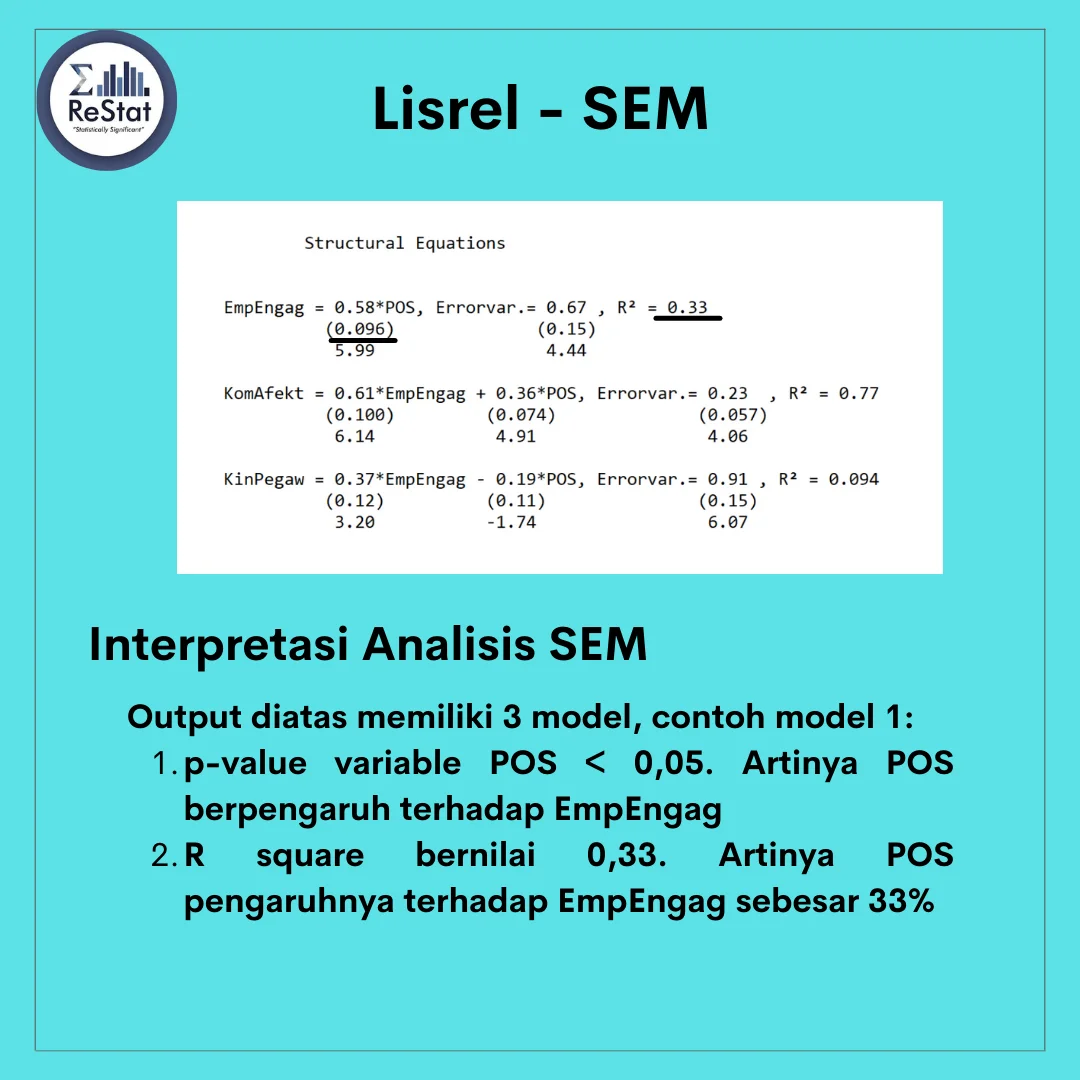 ReStat
"Statistically Significant"
Lisrel - SEM
Structural Equations
EmpEngag = 0.58*POS, Errorvar.= 0.67 , R² = 0.33
(0.096) (0.15)
5.99 4.44
KomAfekt = 0.61*EmpEngag + 0.36*POS, Errorvar.= 0.23 , R² = 0.77
(0.100) (0.074) (0.057)
6.14 4.91 4.06
KinPegaw = 0.37*EmpEngag - 0.19*POS, Errorvar.= 0.91 , R² = 0.094
(0.12) (0.11) (0.15)
3.20 -1.74 6.07
Interpretasi Analisis SEM
Output diatas memiliki 3 model, contoh model 1:
1. p-value variable POS < 0,05. Artinya POS
berpengaruh terhadap EmpEngag
2. R square bernilai 0,33. Artinya POS
pengaruhnya terhadap EmpEngag sebesar 33%